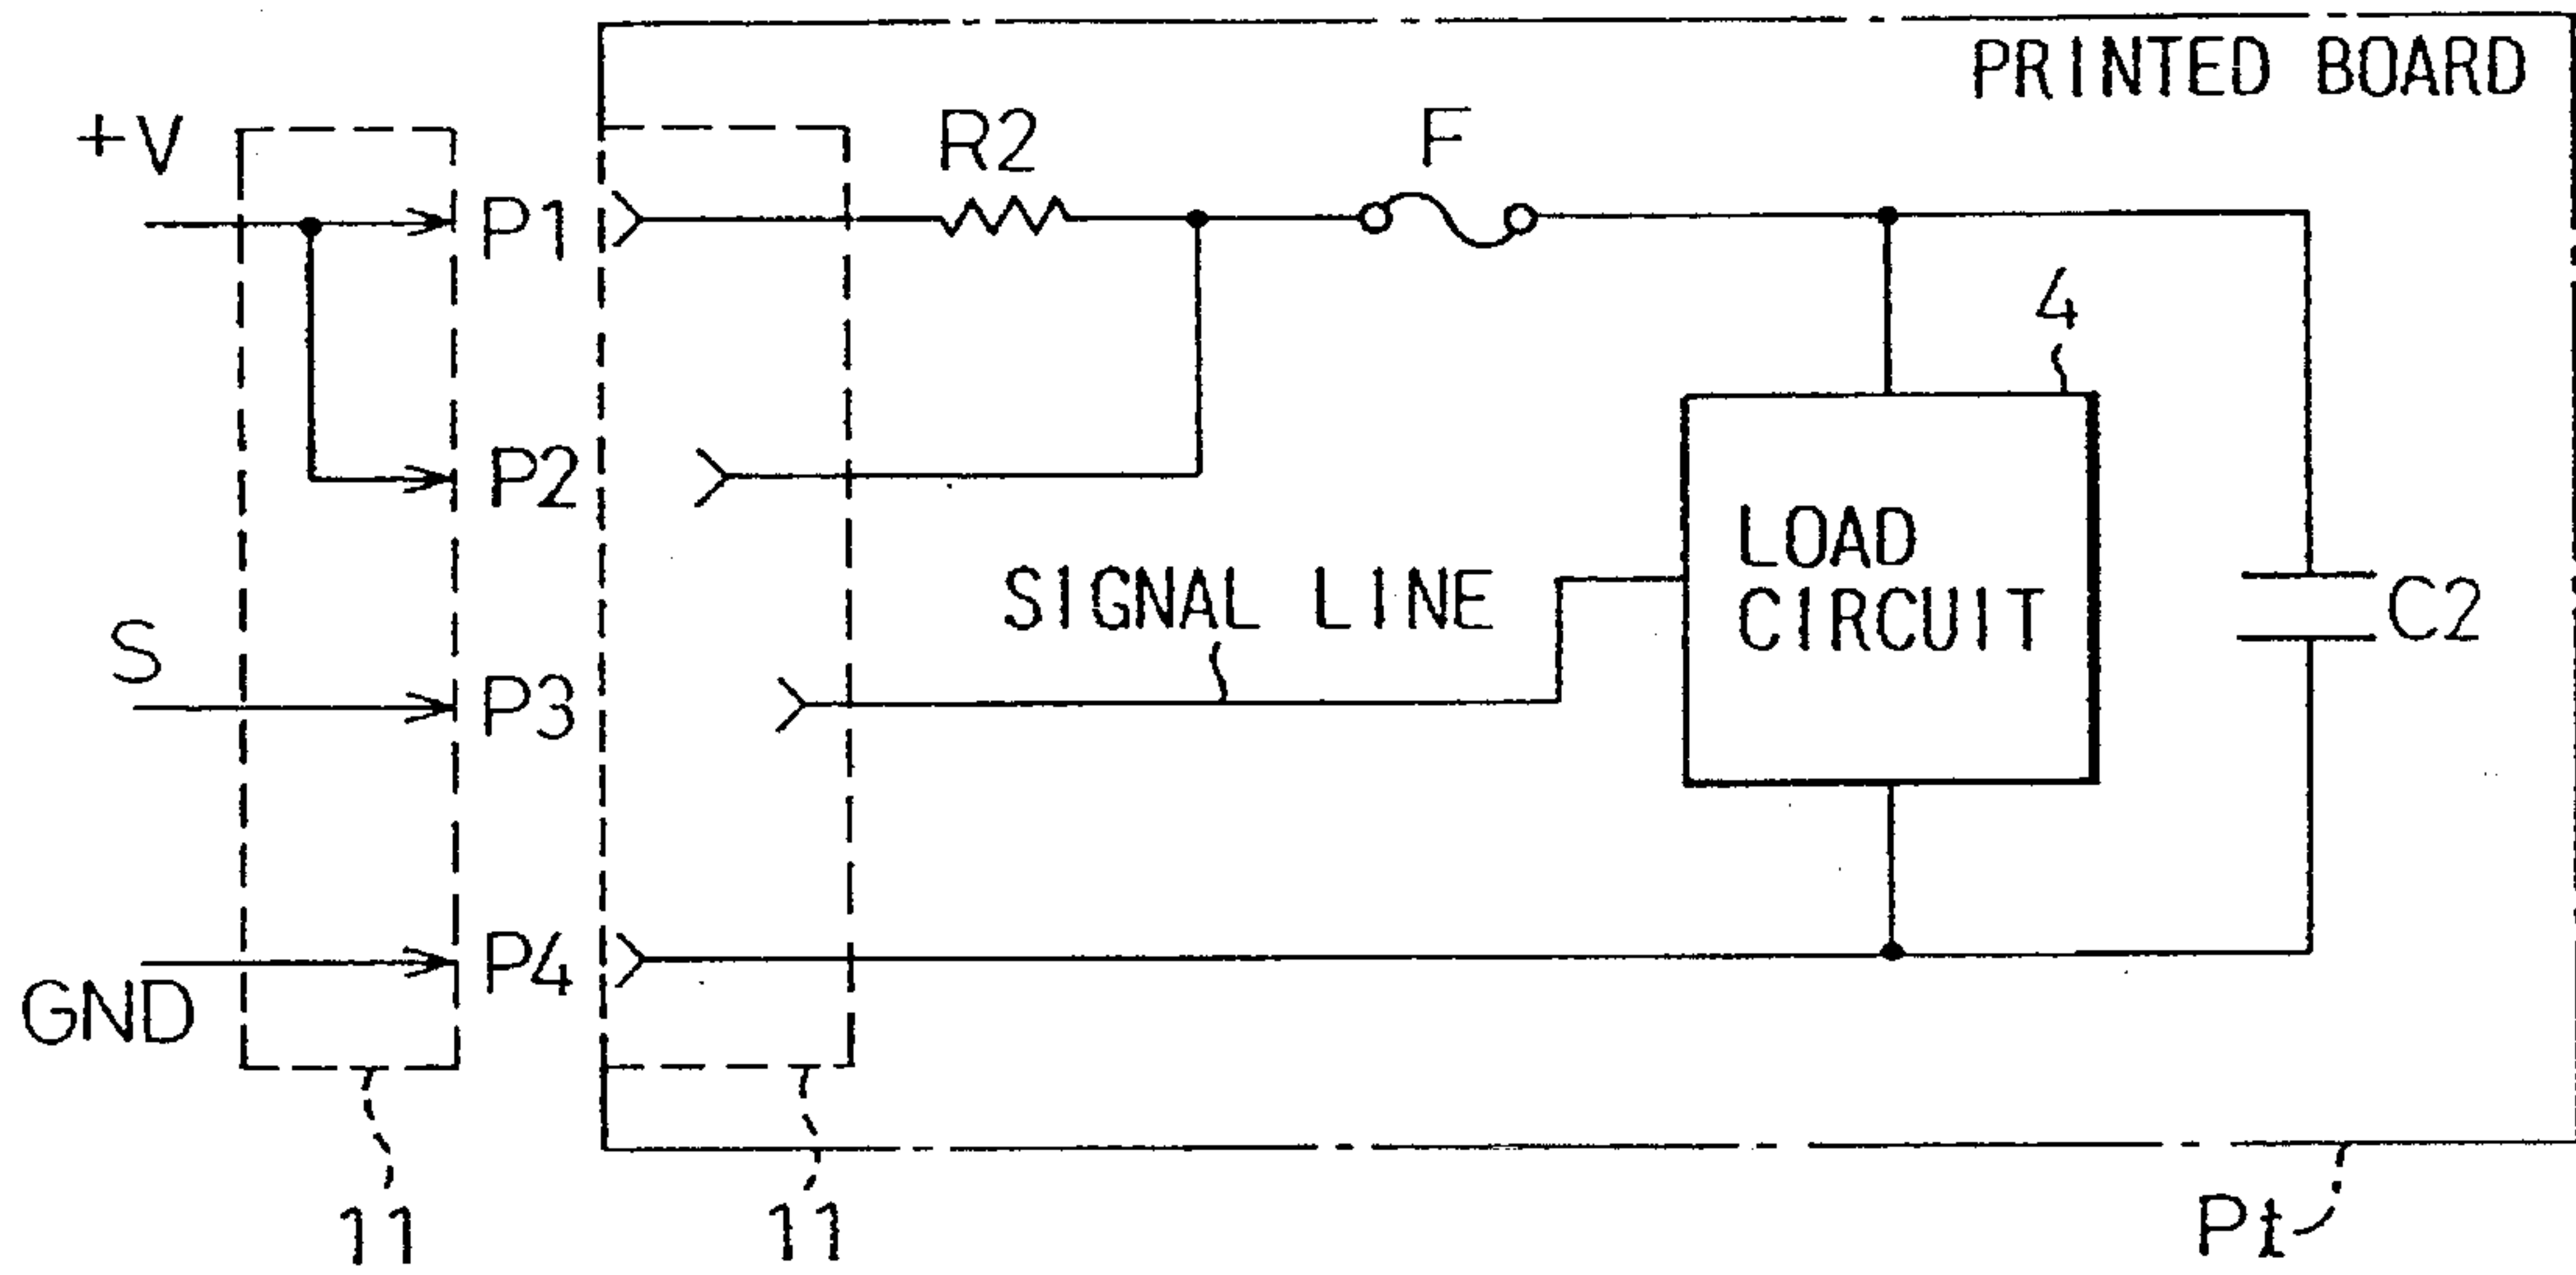 PRINTED BOARD
+V
R2
F
P1
4
P2
LOAD
CIRCUIT
SIGNAL LINE
C2
S
P3
P4
GND
11
11
Pt